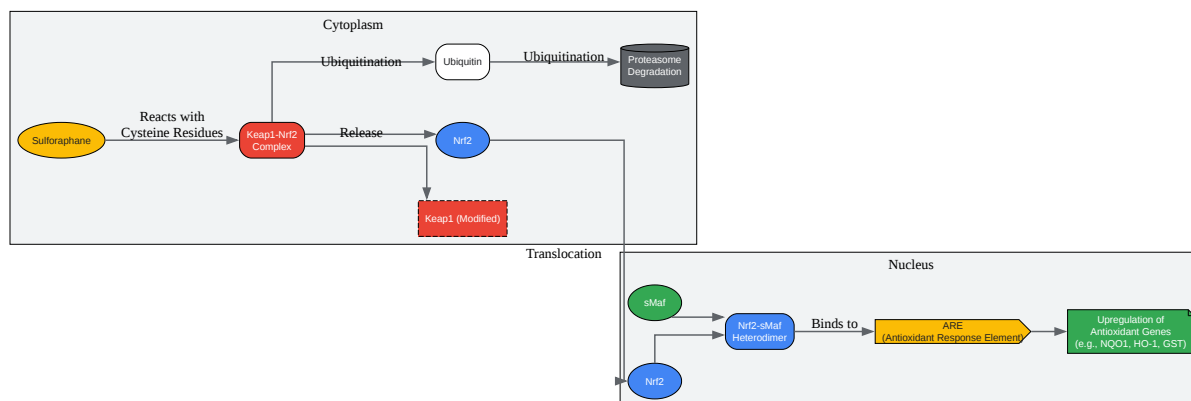 Cytoplasm
Ubiquitination
Ubiquitin
Ubiquitination
Proteasome
Degradation
Sulforaphane
Reacts with
Cysteine Residues
Keap1-Nrf2
Complex
Release
Nrf2
Keap1 (Modified)
Translocation
Nucleus
sMaf
Nrf2-sMaf
Heterodimer
Binds to
ARE
(Antioxidant Response Element)
Upregulation of
Antioxidant Genes
(e.g., NQO1, HO-1, GST)
Nrf2